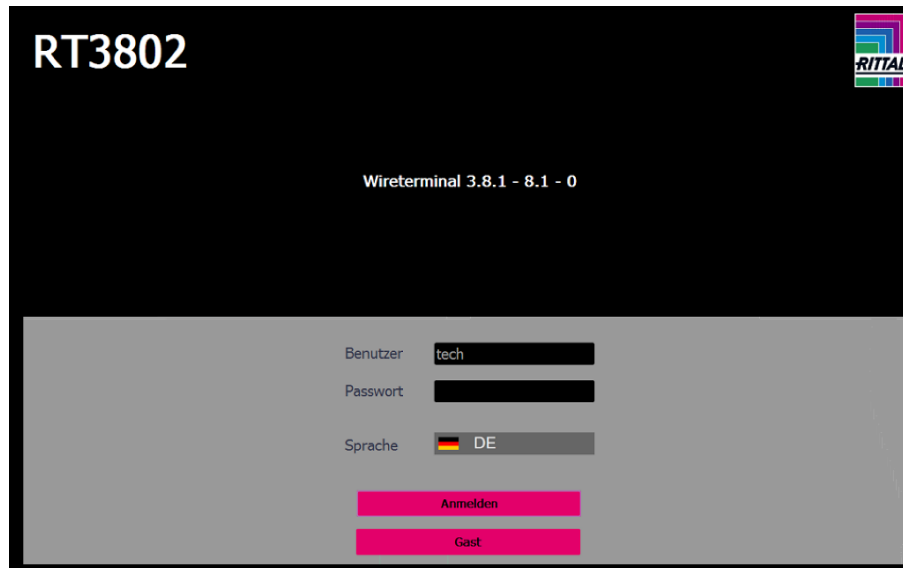 RT3802
RITTAL
Wireterminal 3.8.1 - 8.1 - 0
Benutzer tech
Passwort
Sprache DE
Anmelden
Gast